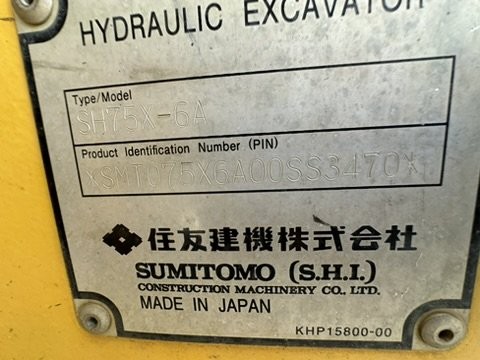 HYDRAULIC EXCAVATOR
Type/Model
SH75X-6A
Product Identification Number (PIN)
*SMT075X6A00SS3470*
住友建機株式会社
SUMITOMO (S.H.I.)
CONSTRUCTION MACHINERY CO., LTD.
MADE IN JAPAN
KHP15800-00